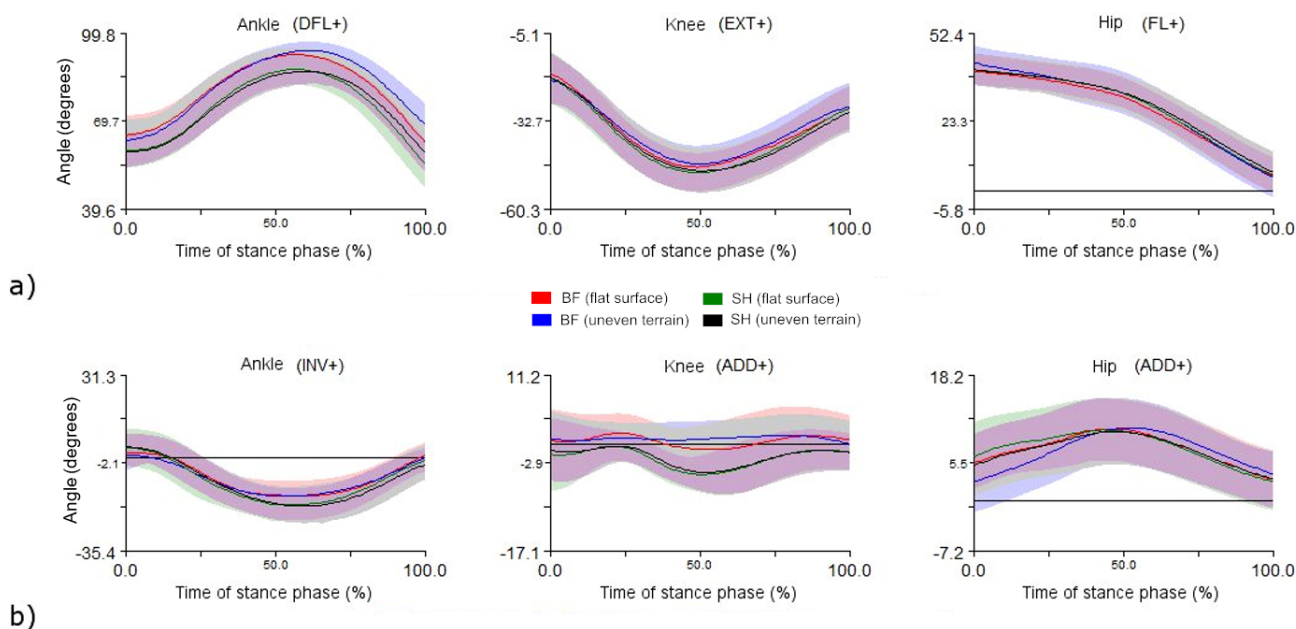 Ankle (DFL+)
Knee (EXT+)
Hip (FL+)
Angle (degrees)
99.8
69.7
39.6
0.0
50.0
100.0
Time of stance phase (%)
-5.1
-32.7
-60.3
0.0
50.0
100.0
Time of stance phase (%)
52.4
23.3
-5.8
0.0
50.0
100.0
Time of stance phase (%)
a)
BF (flat surface)
SH (flat surface)
BF (uneven terrain)
SH (uneven terrain)
Ankle (INV+)
Knee (ADD+)
Hip (ADD+)
Angle (degrees)
31.3
-2.1
-35.4
0.0
50.0
100.0
Time of stance phase (%)
11.2
-2.9
-17.1
0.0
50.0
100.0
Time of stance phase (%)
18.2
5.5
-7.2
0.0
50.0
100.0
Time of stance phase (%)
b)